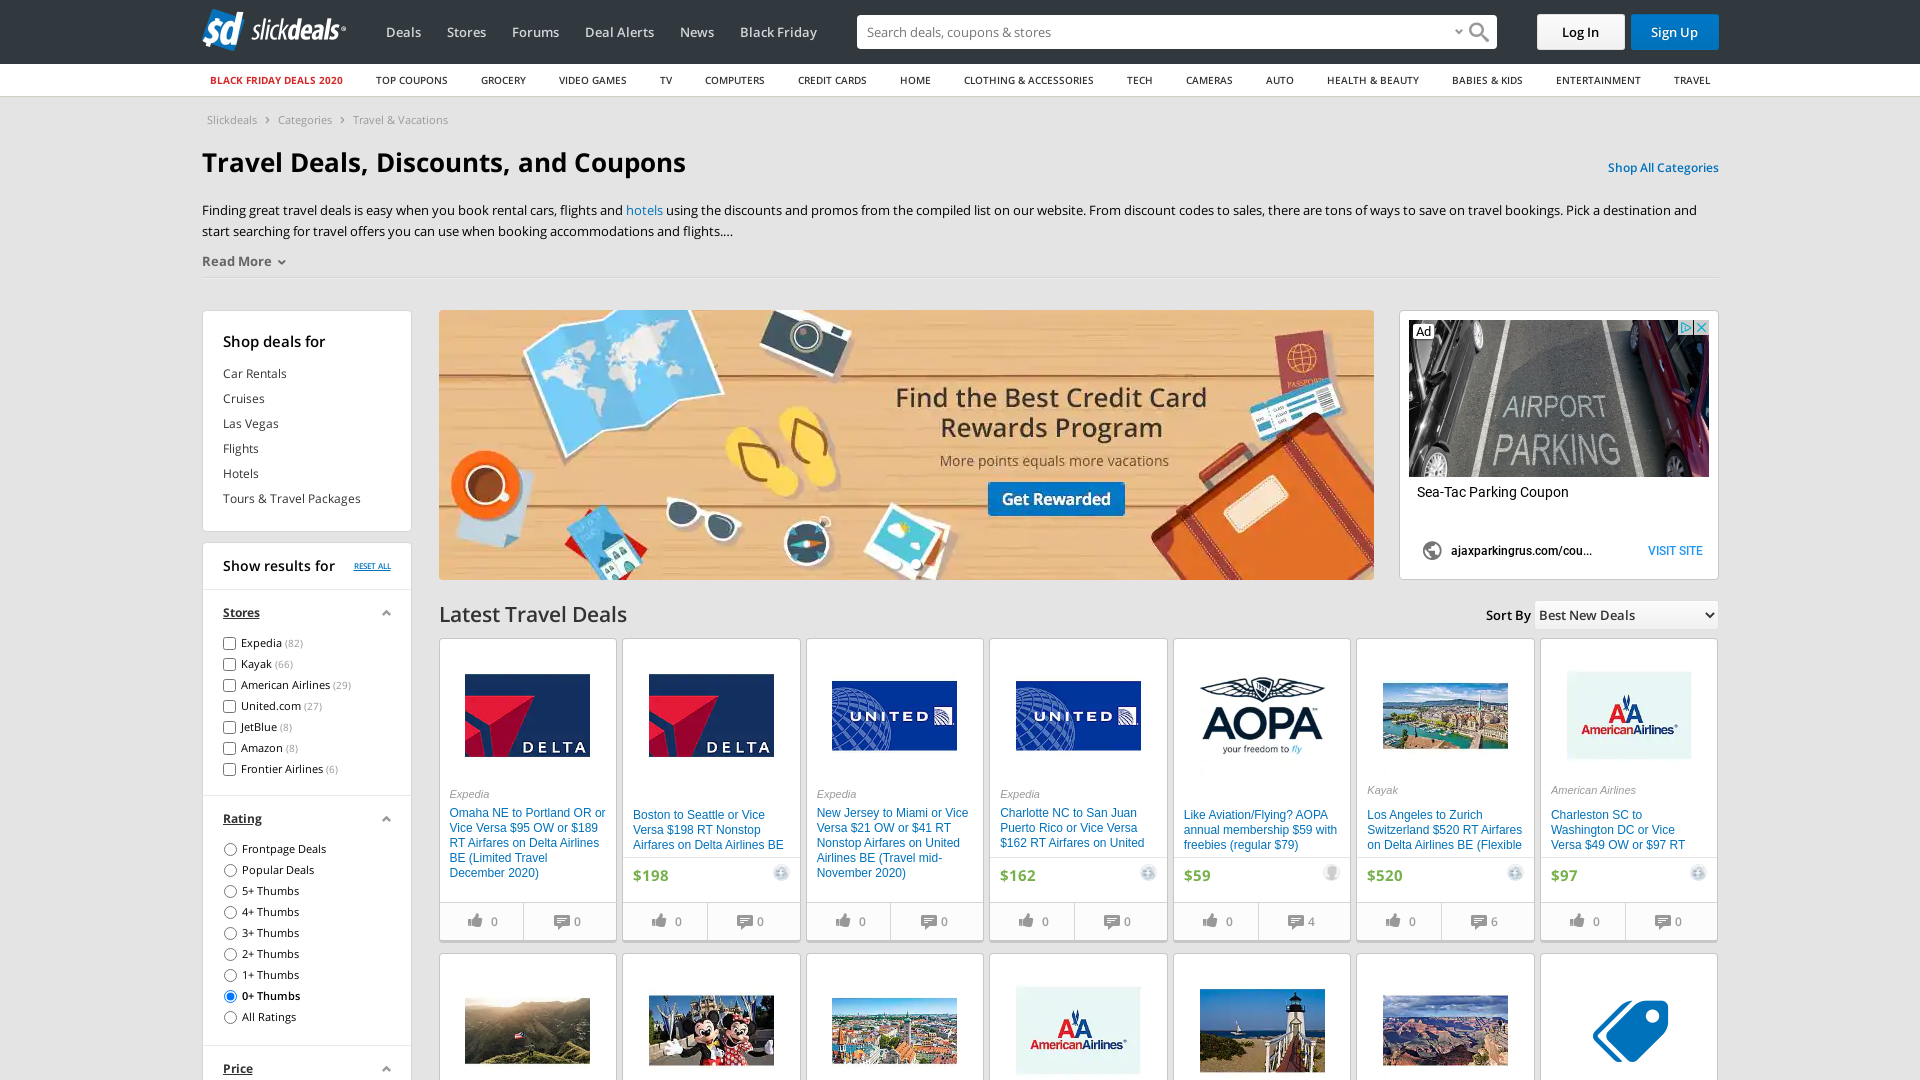 slickdeals
Deals
Stores
Forums
Deal Alerts
News
Black Friday
Search deals, coupons & stores
Log In
Sign Up
BLACK FRIDAY DEALS 2020
TOP COUPONS
GROCERY
VIDEO GAMES
TV
COMPUTERS
CREDIT CARDS
HOME
CLOTHING & ACCESSORIES
TECH
CAMERAS
AUTO
HEALTH & BEAUTY
BABIES & KIDS
ENTERTAINMENT
TRAVEL
Slickdeals > Categories > Travel & Vacations
Travel Deals, Discounts, and Coupons
Shop All Categories
Finding great travel deals is easy when you book rental cars, flights and hotels using the discounts and promos from the compiled list on our website. From discount codes to sales, there are tons of ways to save on travel bookings. Pick a destination and
start searching for travel offers you can use when booking accommodations and flights....
Read More
Shop deals for
Car Rentals
Cruises
Las Vegas
Flights
Hotels
Tours & Travel Packages
Show results for
RESET ALL
Stores
Expedia (82)
Kayak (66)
American Airlines (29)
United.com (27)
JetBlue (8)
Amazon (8)
Frontier Airlines (6)
Rating
Frontpage Deals
Popular Deals
5+ Thumbs
4+ Thumbs
3+ Thumbs
2+ Thumbs
1+ Thumbs
0+ Thumbs
All Ratings
Price
Find the Best Credit Card
Rewards Program
More points equals more vacations
Get Rewarded
PASSPORT
Ad
AIRPORT
PARKING
Sea-Tac Parking Coupon
ajaxparkingrus.com/cou...
VISIT SITE
Latest Travel Deals
Sort By
Best New Deals
DELTA
Expedia
Omaha NE to Portland OR or
Vice Versa $95 OW or $189
RT Airfares on Delta Airlines
BE (Limited Travel
December 2020)
0
0
DELTA
Boston to Seattle or Vice
Versa $198 RT Nonstop
Airfares on Delta Airlines BE
$198
0
0
UNITED
Expedia
New Jersey to Miami or Vice
Versa $21 OW or $41 RT
Nonstop Airfares on United
Airlines BE (Travel mid-
November 2020)
0
0
UNITED
Expedia
Charlotte NC to San Juan
Puerto Rico or Vice Versa
$162 RT Airfares on United
$162
0
0
AOPA
your freedom to fly
Like Aviation/Flying? AOPA
annual membership $59 with
freebies (regular $79)
$59
0
4
Kayak
Los Angeles to Zurich
Switzerland $520 RT Airfares
on Delta Airlines BE (Flexible
$520
0
6
AA
AmericanAirlines
American Airlines
Charleston SC to
Washington DC or Vice
Versa $49 OW or $97 RT
$97
0
0
AA
AmericanAirlines